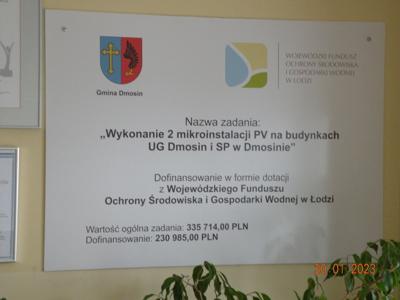 Gmina Dmosin
WOJEWÓDZKI FUNDUSZ
OCHRONY ŚRODOWISKA
I GOSPODARKI WODNEJ
W ŁODZI
Nazwa zadania:
„Wykonanie 2 mikroinstalacji PV na budynkach
UG Dmosin i SP w Dmosinie”
Dofinansowanie w formie dotacji
z Wojewódzkiego Funduszu
Ochrony Środowiska i Gospodarki Wodnej w Łodzi
Wartość ogólna zadania: 335 714,00 PLN
Dofinansowanie: 230 985,00 PLN
01 2023